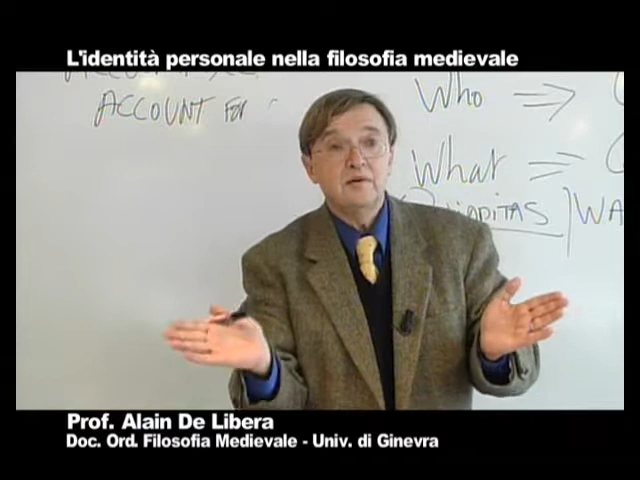 L'identità personale nella filosofia medievale
ACCOUNT FOR
Who ⇒
What =>
QUIDDITAS
Prof. Alain De Libera
Doc. Ord. Filosofia Medievale - Univ. di Ginevra